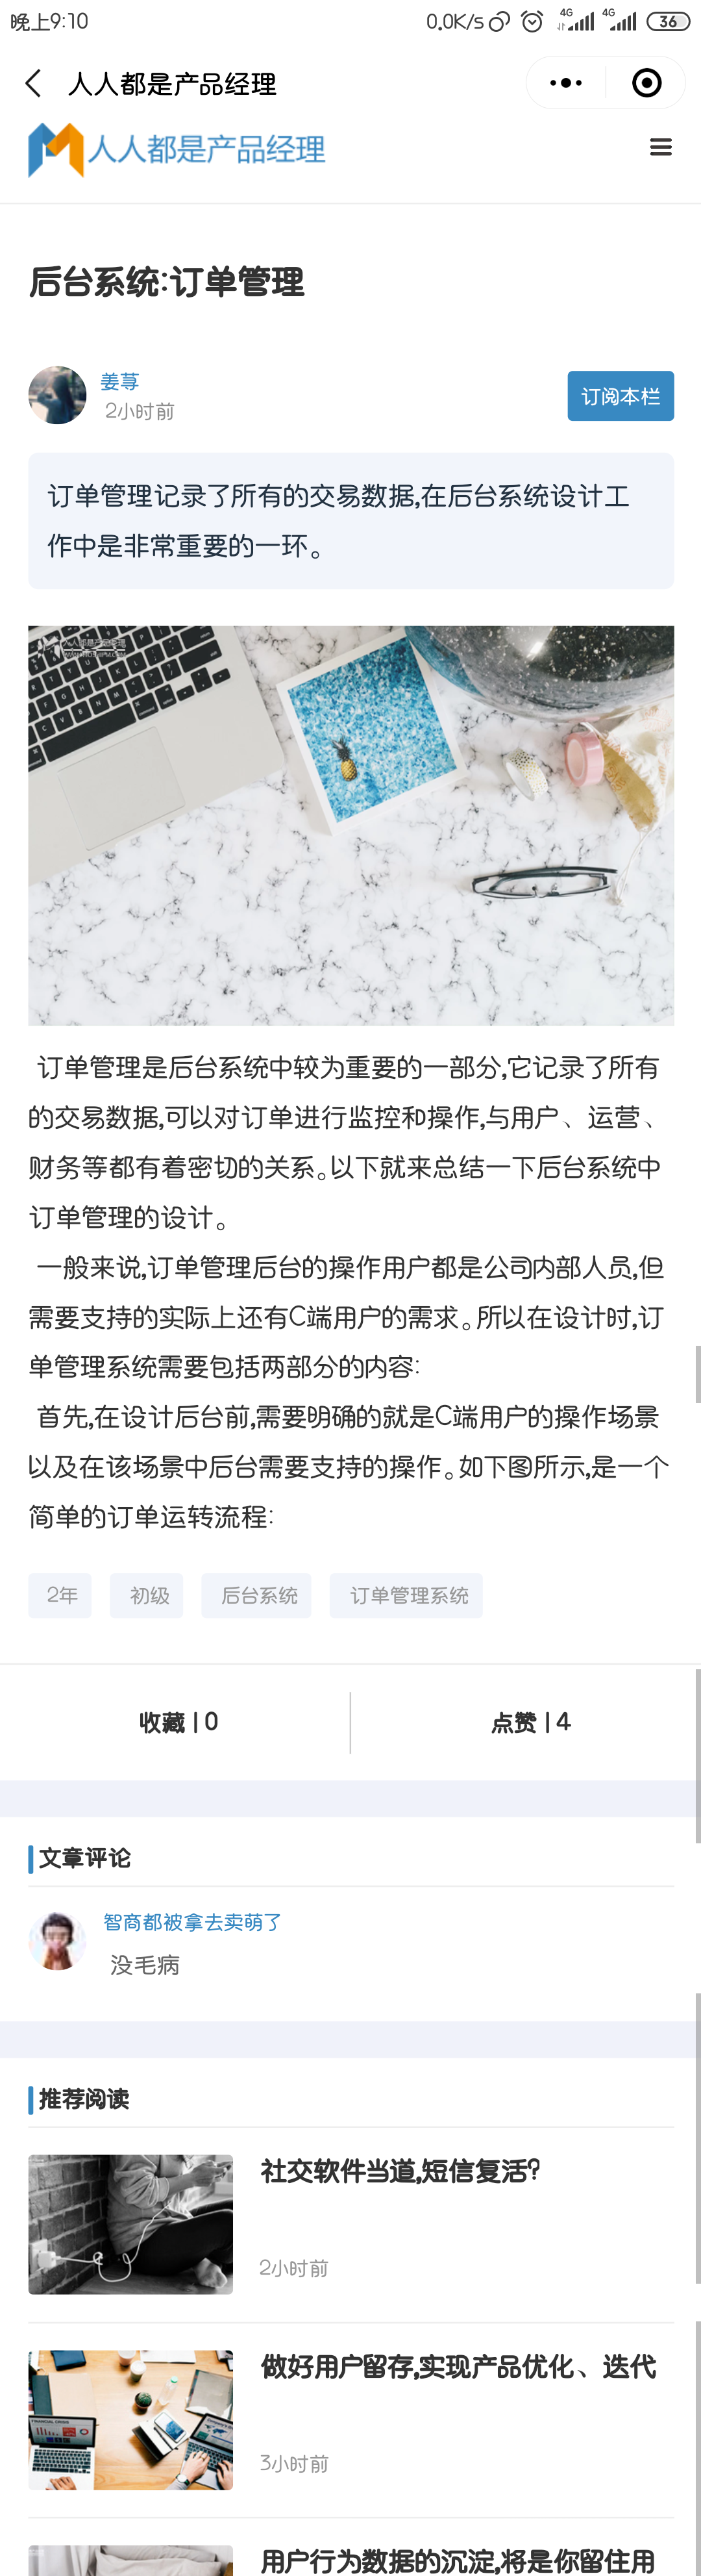 晚上9:10
0.0K/s
4G
4G
36
人人都是产品经理
人人都是产品经理
后台系统:订单管理
姜荨
2小时前
订阅本栏
订单管理记录了所有的交易数据,在后台系统设计工
作中是非常重要的一环。
人人都是产品经理
订单管理是后台系统中较为重要的一部分,它记录了所有
的交易数据,可以对订单进行监控和操作,与用户、运营、
财务等都有着密切的关系。以下就来总结一下后台系统中
订单管理的设计。
一般来说,订单管理后台的操作用户都是公司内部人员,但
需要支持的实际上还有C端用户的需求。所以在设计时,订
单管理系统需要包括两部分的内容:
首先,在设计后台前,需要明确的就是C端用户的操作场景
以及在该场景中后台需要支持的操作。如下图所示,是一个
简单的订单运转流程:
2年
初级
后台系统
订单管理系统
收藏 | 0
点赞 | 4
文章评论
智商都被拿去卖萌了
没毛病
推荐阅读
社交软件当道,短信复活?
2小时前
做好用户留存,实现产品优化、迭代
3小时前
用户行为数据的沉淀,将是你留住用